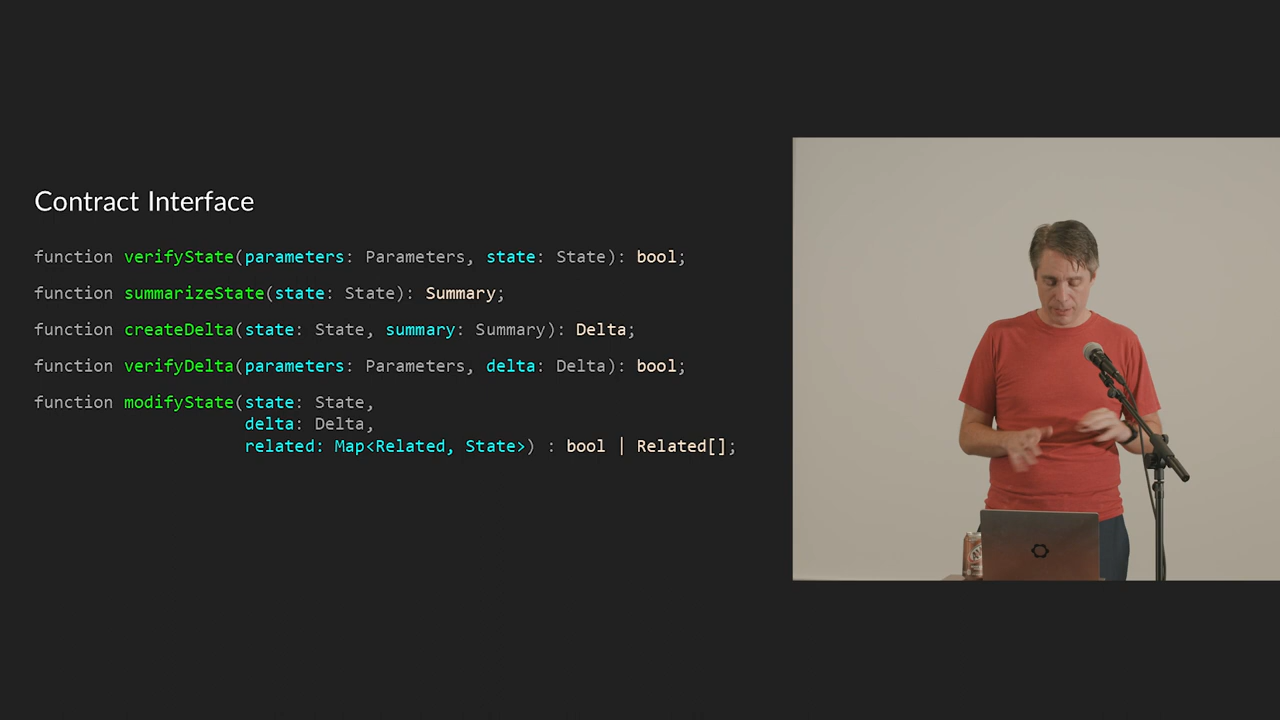 Contract Interface
function verifyState(parameters: Parameters, state: State): bool;
function summarizeState(state: State): Summary;
function createDelta(state: State, summary: Summary): Delta;
function verifyDelta(parameters: Parameters, delta: Delta): bool;
function modifyState(state: State,
delta: Delta,
related: Map<Related, State>) : bool | Related[];